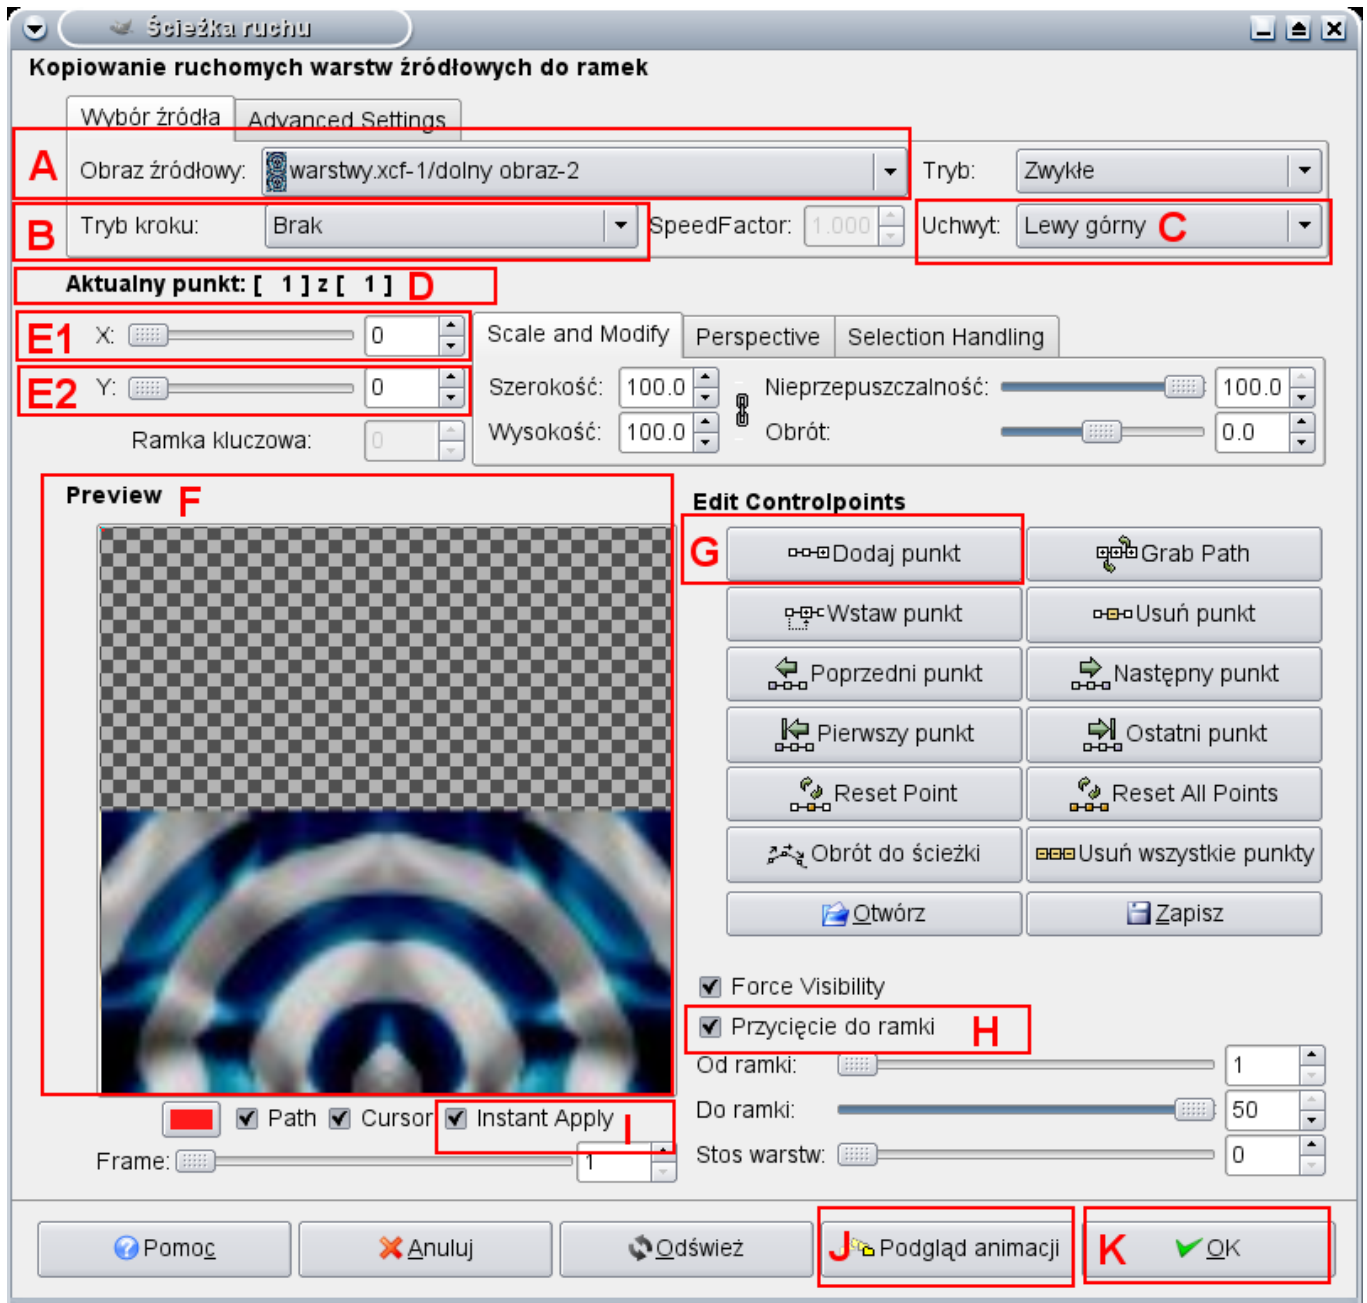 Ścieżka ruchu
Kopiowanie ruchomych warstw źródłowych do ramek
Wybór źródła Advanced Settings
A Obraz źródłowy: warstwy.xcf-1/dolny obraz-2 Tryb: Zwykłe
B Tryb kroku: Brak SpeedFactor: 1.000 Uchwyt: Lewy górny C
Aktualny punkt: [ 1 ] z [ 1 ] D
E1 X: 0 Scale and Modify Perspective Selection Handling
E2 Y: 0 Szerokość: 100.0 Nieprzepuszczalność: 100.0
Ramka kluczowa: 0 Wysokość: 100.0 Obrót: 0.0
Preview F
Edit Controlpoints
G Dodaj punkt Grab Path
Wstaw punkt Usuń punkt
Poprzedni punkt Następny punkt
Pierwszy punkt Ostatni punkt
Reset Point Reset All Points
Obrót do ścieżki Usuń wszystkie punkty
Otwórz Zapisz
Force Visibility
Przycięcie do ramki H
Od ramki: 1
Path Cursor Instant Apply I Do ramki: 50
Frame: 1 Stos warstw: 0
Pomoc Anuluj Odśwież J Podgląd animacji K OK